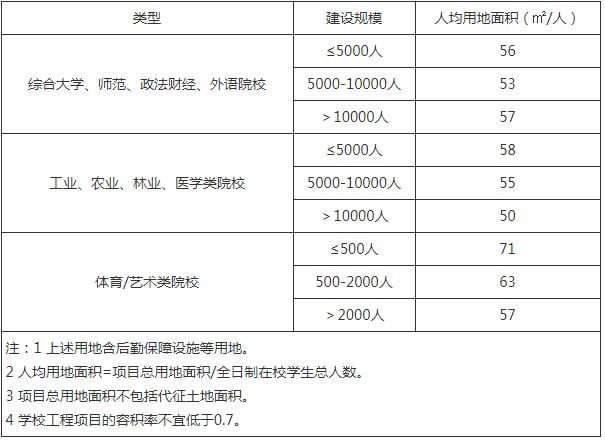 类型 建设规模 人均用地面积（㎡/人）
综合大学、师范、政法财经、外语院校 ≤5000人 56
5000-10000人 53
＞10000人 57
工业、农业、林业、医学类院校 ≤5000人 58
5000-10000人 55
＞10000人 50
体育/艺术类院校 ≤500人 71
500-2000人 63
＞2000人 57
注：1 上述用地含后勤保障设施等用地。
2 人均用地面积=项目总用地面积/全日制在校学生总人数。
3 项目总用地面积不包括代征土地面积。
4 学校工程项目的容积率不宜低于0.7。